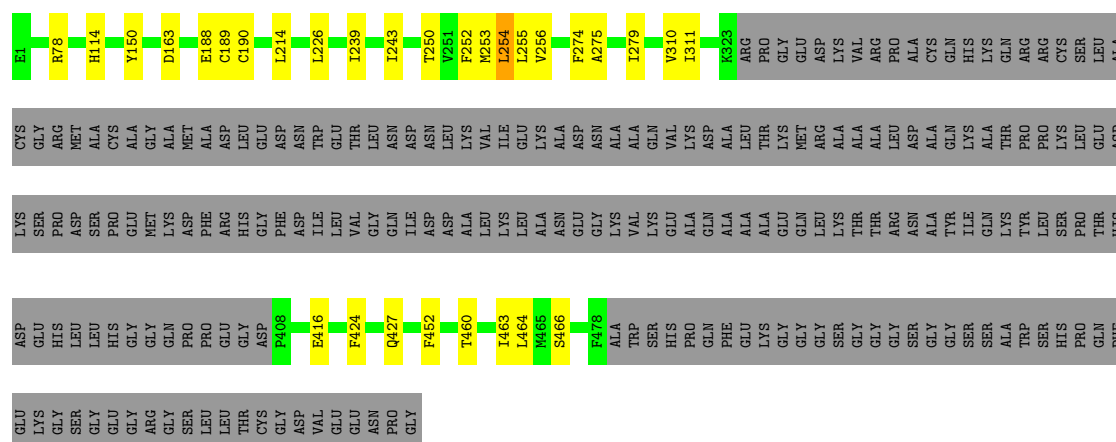 E1 R78 H114 Y150 D163 E188 C189 C190 L214 L226 I239 I243 T250 V251 F252 M253 L254 L255 V256 F274 A275 I279 V310 I311 K323 ARG PRO GLY GLU ASP LYS VAL ARG PRO ALA CYS GLN HIS LYS GLN ARG ARG CYS SER LEU
CYS GLY ARG MET ALA CYS ALA GLY ALA MET ALA ASP LEU GLU ASP ASN TRP GLU THR LEU ASN ASP ASN LEU LYS VAL ILE GLU LYS ALA ASP ASN ALA ALA GLN VAL LYS ASP ALA LEU THR LYS MET ARG ALA ALA ALA LEU ASP ALA GLN LYS ALA THR PRO PRO LYS LEU GLU
LYS SER PRO ASP SER PRO GLU MET LYS ASP PHE ARG HIS GLY PHE ASP ILE LEU VAL GLY GLN ILE ASP ASP ALA LEU LYS LEU ALA ASN GLU GLY LYS VAL LYS GLU ALA GLN ALA ALA ALA GLU GLN LEU LYS THR THR ARG ASN ALA TYR ILE GLN LYS TYR LEU SER PRO THR
ASP GLU HIS LEU LEU HIS GLY GLY GLN PRO PRO GLU GLY ASP P408 E416 F424 Q427 F452 T460 I463 L464 M465 S466 F478 ALA TRP SER HIS PRO GLN PHE GLU LYS GLY GLY GLY SER GLY GLY GLY SER GLY GLY SER SER ALA TRP SER HIS PRO GLN
GLU LYS GLY SER GLY GLU GLY ARG GLY SER LEU LEU THR CYS GLY ASP VAL GLU GLU ASN PRO GLY